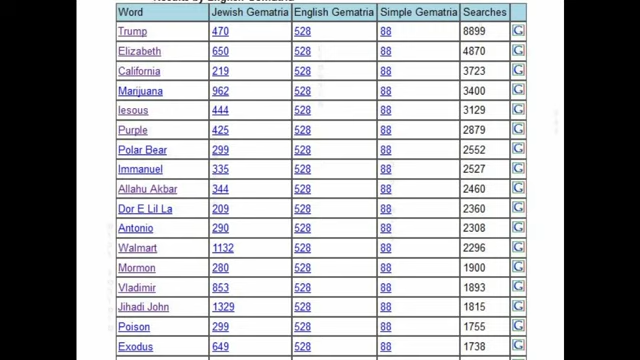 Results by English Gematria
Word Jewish Gematria English Gematria Simple Gematria Searches
Trump 470 528 88 8899 G
Elizabeth 650 528 88 4870 G
California 219 528 88 3723 G
Marijuana 962 528 88 3400 G
Iesous 444 528 88 3129 G
Purple 425 528 88 2879 G
Polar Bear 299 528 88 2552 G
Immanuel 335 528 88 2527 G
Allahu Akbar 344 528 88 2460 G
Dor E Lil La 209 528 88 2360 G
Antonio 290 528 88 2308 G
Walmart 1132 528 88 2296 G
Mormon 280 528 88 1900 G
Vladimir 853 528 88 1893 G
Jihadi John 1329 528 88 1815 G
Poison 299 528 88 1755 G
Exodus 649 528 88 1738 G